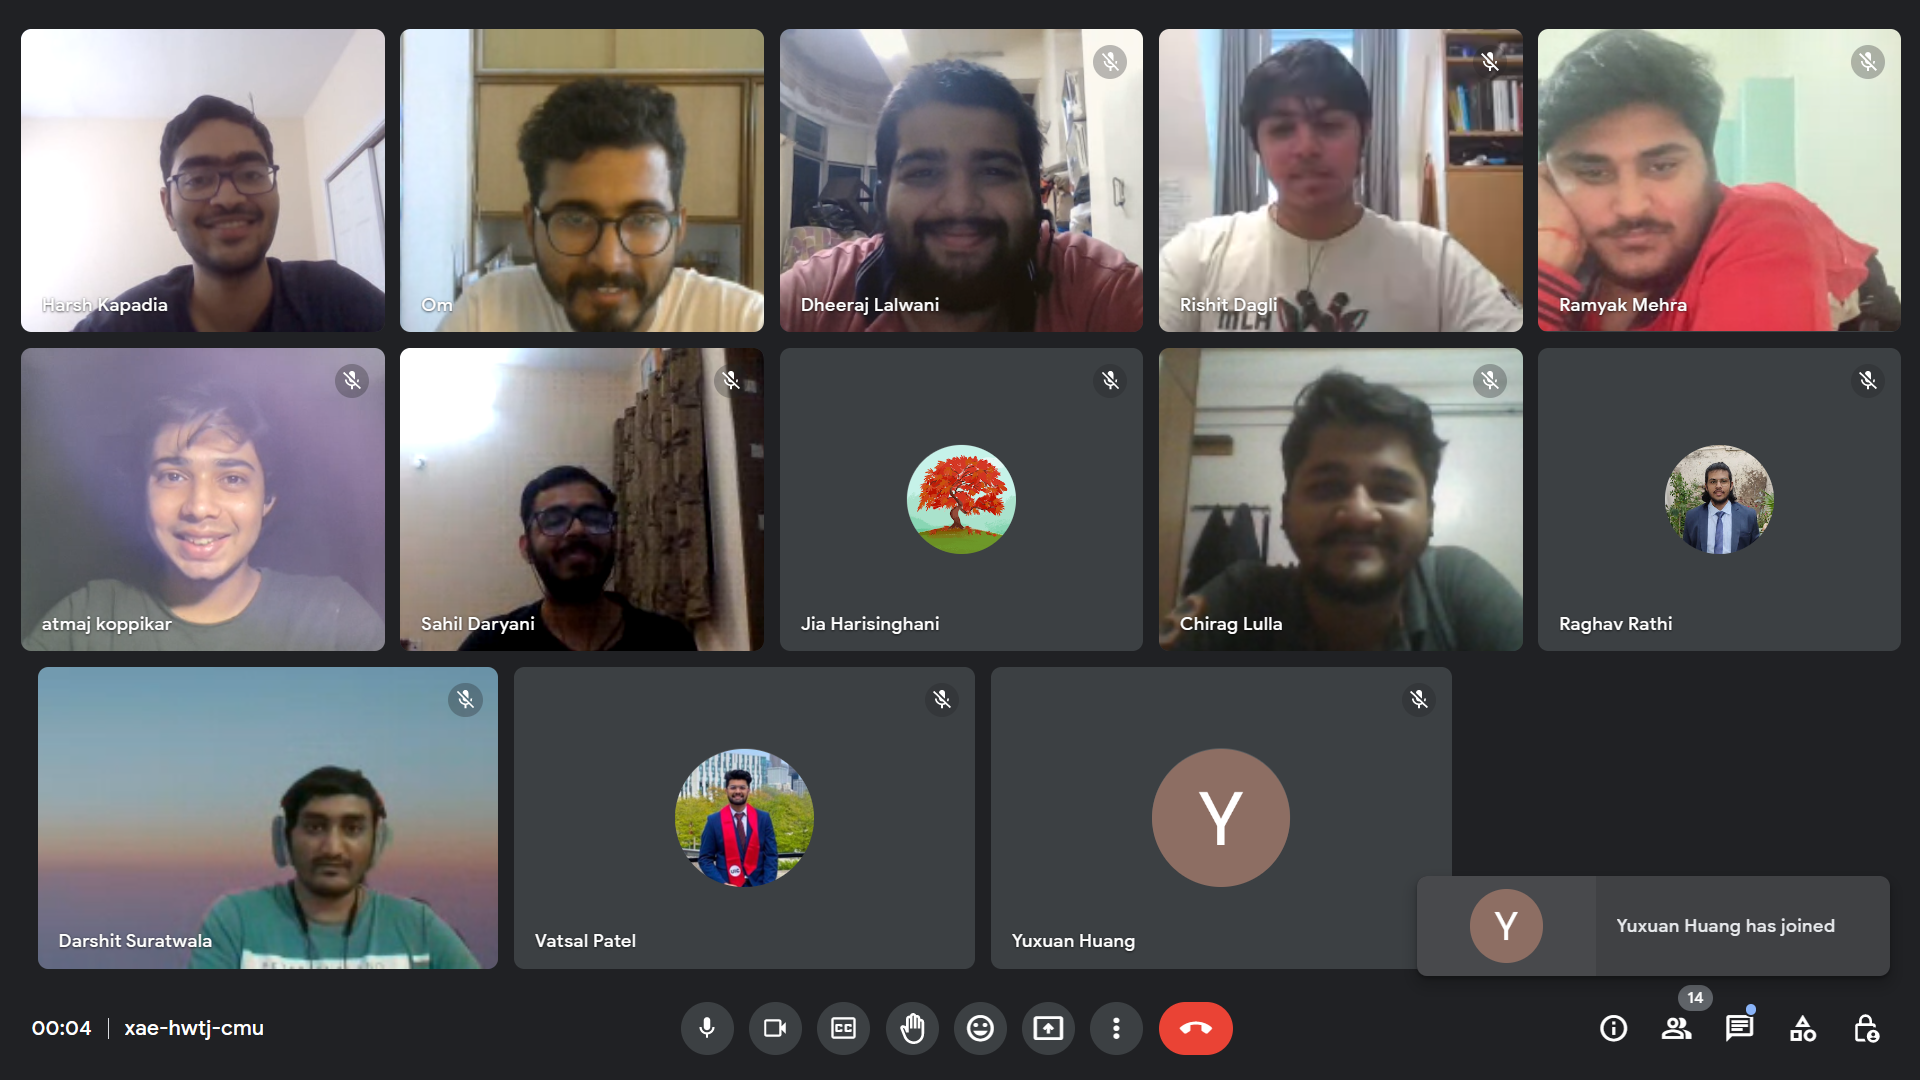 Harsh Kapadia
Om
Dheeraj Lalwani
Rishit Dagli
Ramyak Mehra
atmaj koppikar
Sahil Daryani
Jia Harisinghani
Chirag Lulla
Raghav Rathi
Darshit Suratwala
Vatsal Patel
Y
Yuxuan Huang
Y
Yuxuan Huang has joined
00:04 | xae-hwtj-cmu
CC
14